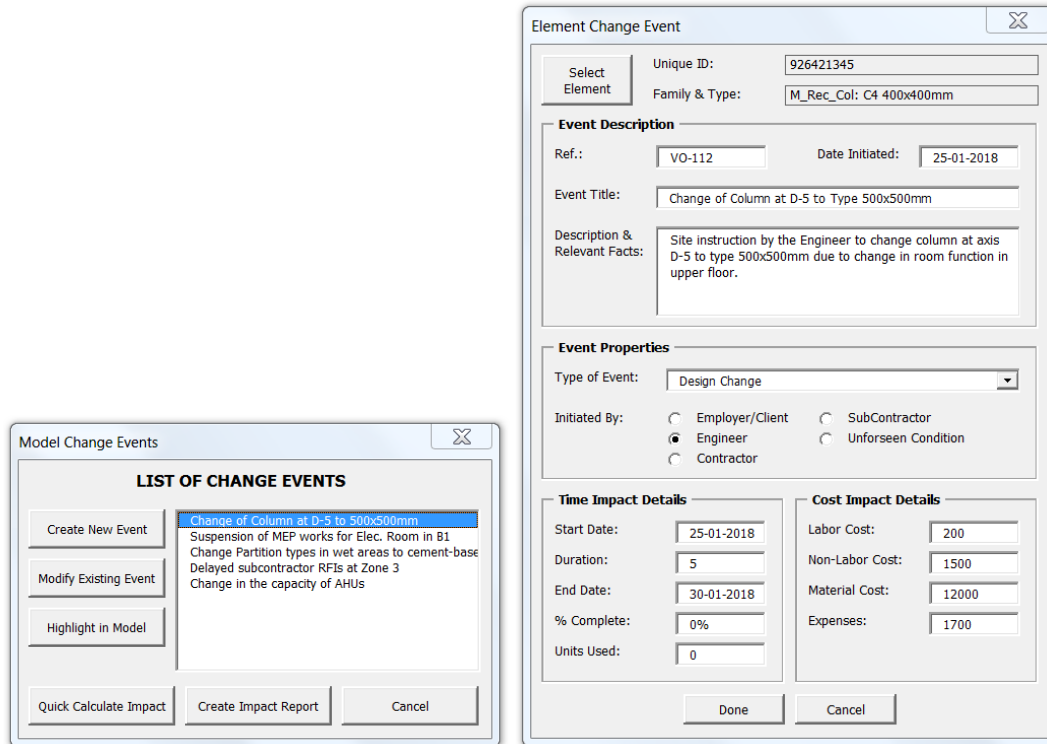 Model Change Events
LIST OF CHANGE EVENTS
Create New Event
Modify Existing Event
Highlight in Model
Change of Column at D-5 to 500x500mm
Suspension of MEP works for Elec. Room in B1
Change Partition types in wet areas to cement-base
Delayed subcontractor RFIs at Zone 3
Change in the capacity of AHUs
Quick Calculate Impact
Create Impact Report
Cancel
Element Change Event
Select
Element
Unique ID: 926421345
Family & Type: M_Rec_Col: C4 400x400mm
Event Description
Ref.: VO-112 Date Initiated: 25-01-2018
Event Title: Change of Column at D-5 to Type 500x500mm
Description &
Relevant Facts:
Site instruction by the Engineer to change column at axis
D-5 to type 500x500mm due to change in room function in
upper floor.
Event Properties
Type of Event: Design Change
Initiated By:
Employer/Client
Engineer
Contractor
SubContractor
Unforseen Condition
Time Impact Details
Start Date: 25-01-2018
Duration: 5
End Date: 30-01-2018
% Complete: 0%
Units Used: 0
Cost Impact Details
Labor Cost: 200
Non-Labor Cost: 1500
Material Cost: 12000
Expenses: 1700
Done
Cancel